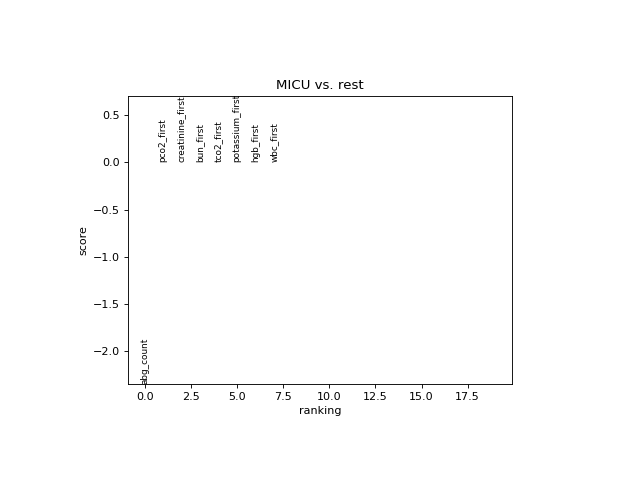 MICU vs. rest
score
0.5
0.0
−0.5
−1.0
−1.5
−2.0
abg_count
pco2_first
creatinine_first
bun_first
tco2_first
potassium_first
hgb_first
wbc_first
0.0 2.5 5.0 7.5 10.0 12.5 15.0 17.5
ranking